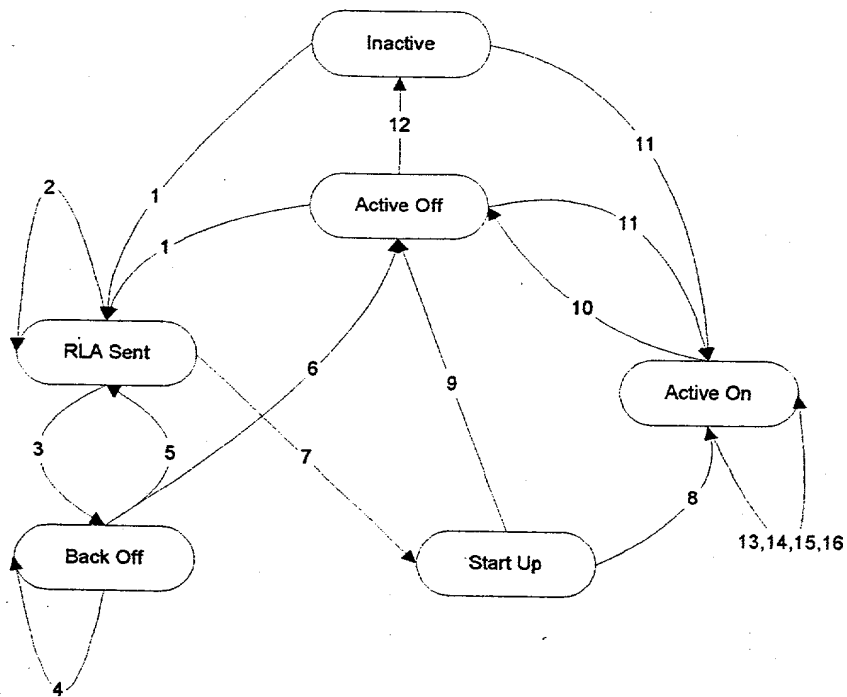 Inactive
12
11
2
1
Active Off
1
11
10
RLA Sent
6
9
Active On
3
5
7
8
13,14,15,16
Back Off
Start Up
4